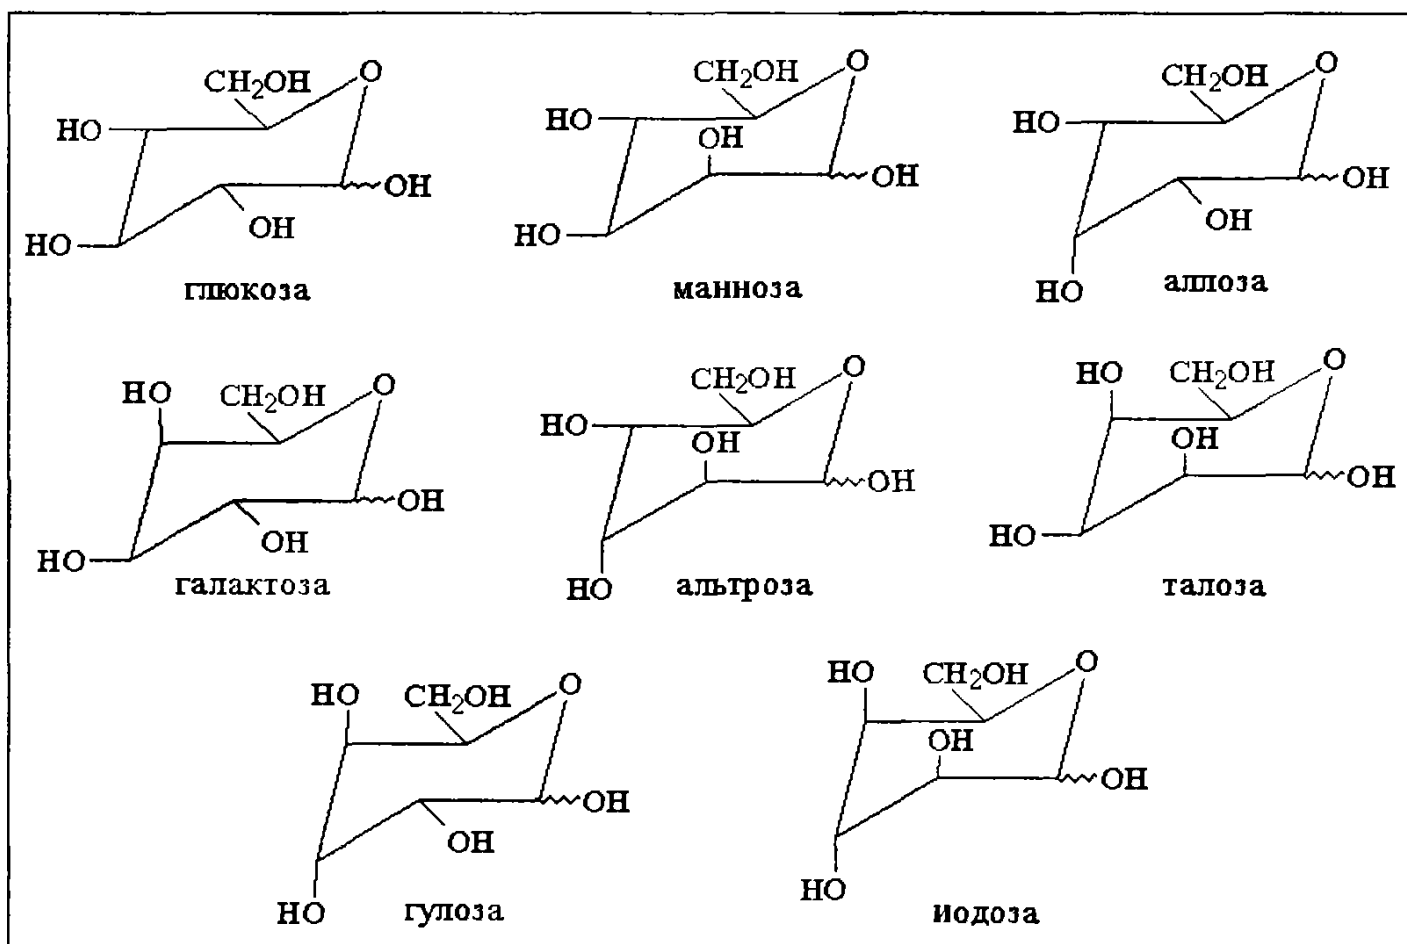 CH₂OH O
HO
OH
HO OH
глюкоза
CH₂OH O
HO OH
OH
HO
манноза
CH₂OH O
HO
OH
OH
HO
аллоза
HO CH₂OH O
OH
HO OH
галактоза
CH₂OH O
HO OH
OH
HO
альтроза
HO CH₂OH O
OH
OH
HO
талоза
HO CH₂OH O
OH
OH
HO
гулоза
HO CH₂OH O
OH
OH
HO
иодоза